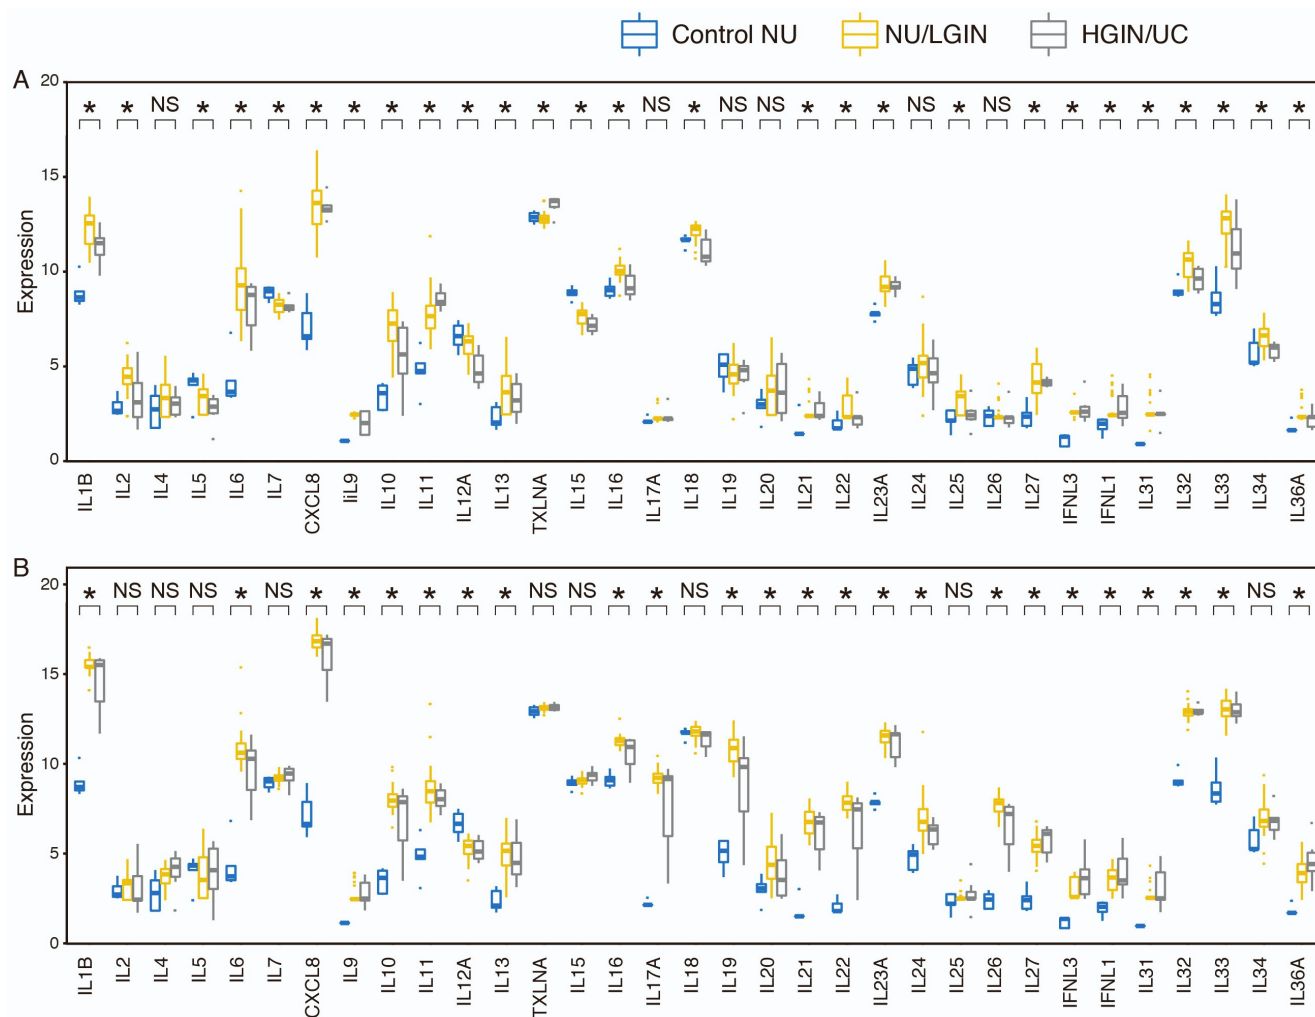 Control NU NU/LGIN HGIN/UC
A
20
* * NS * * * * * * * * * * * * NS * NS NS * * * NS * NS * * * * * * * *
15
10
5
0
Expression
IL1B IL2 IL4 IL5 IL6 IL7 CXCL8 IiL9 IL10 IL11 IL12A IL13 TXLNA IL15 IL16 IL17A IL18 IL19 IL20 IL21 IL22 IL23A IL24 IL25 IL26 IL27 IFNL3 IFNL1 IL31 IL32 IL33 IL34 IL36A
B
20
* NS NS NS * NS * * * * * * NS NS * * NS * * * * * * NS * * * * * * * NS *
15
10
5
0
Expression
IL1B IL2 IL4 IL5 IL6 IL7 CXCL8 IL9 IL10 IL11 IL12A IL13 TXLNA IL15 IL16 IL17A IL18 IL19 IL20 IL21 IL22 IL23A IL24 IL25 IL26 IL27 IFNL3 IFNL1 IL31 IL32 IL33 IL34 IL36A